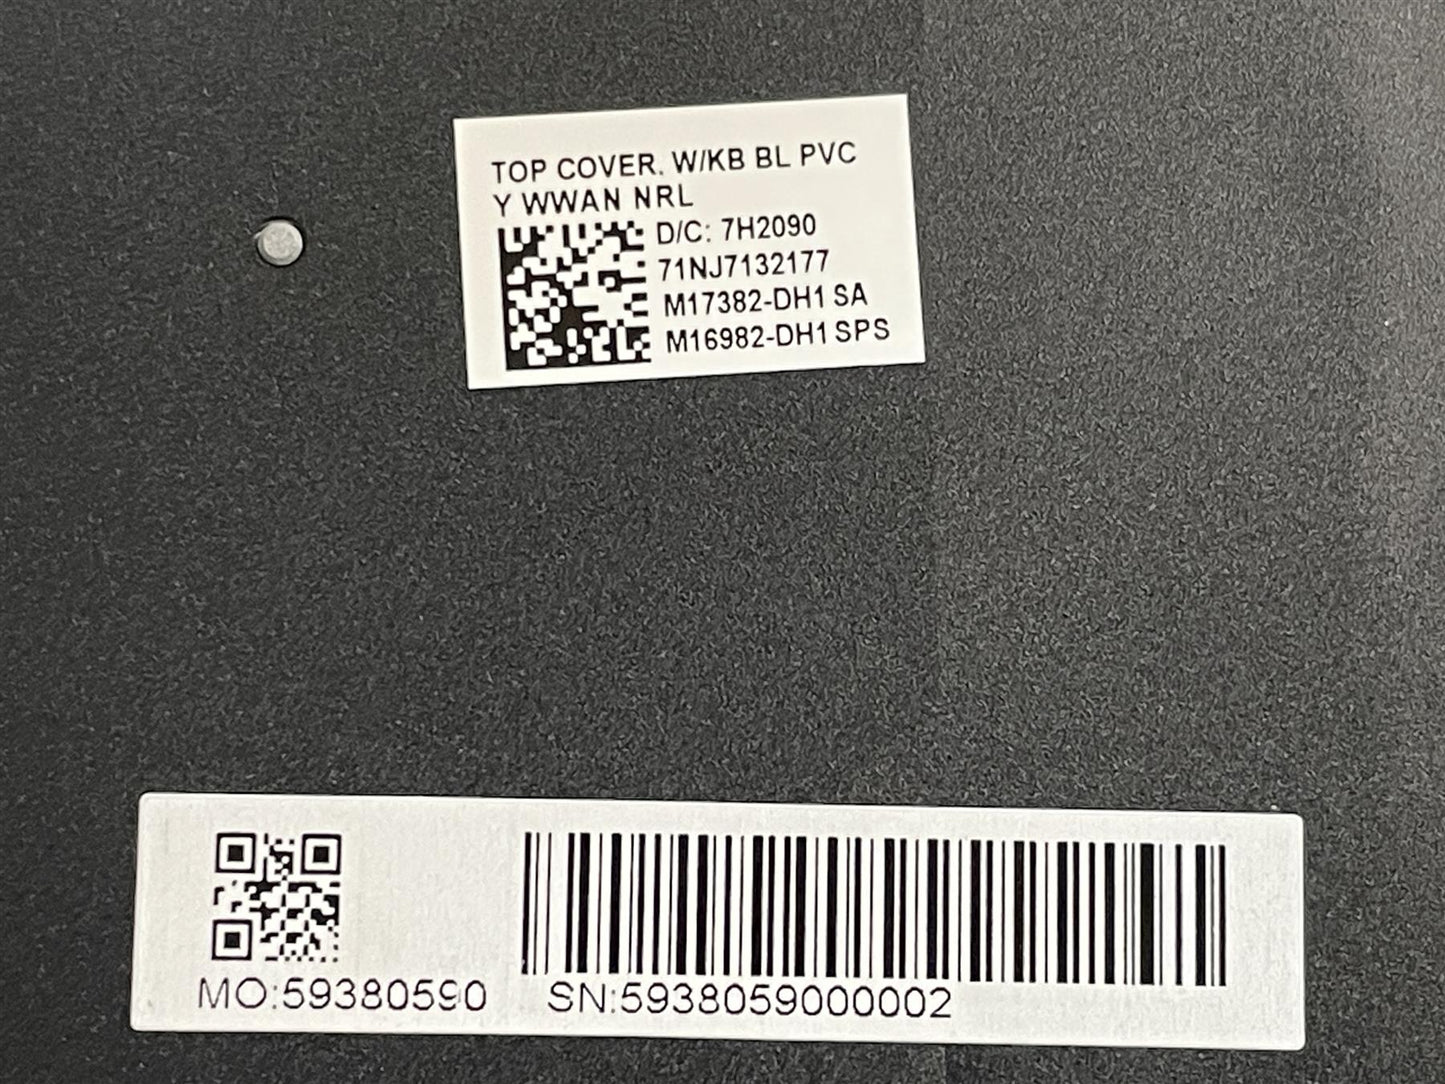 TOP COVER. W/KB BL PVC
Y WWAN NRL
D/C: 7H2090
71NJ7132177
M17382-DH1 SA
M16982-DH1 SPS
MO:59380590
SN:5938059000002